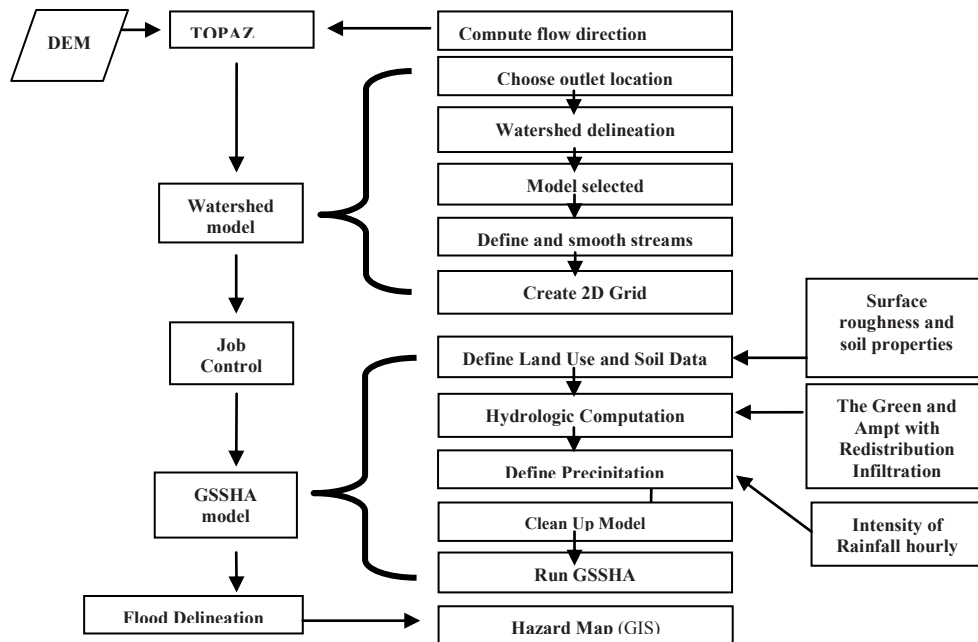 DEM
TOPAZ
Compute flow direction
Choose outlet location
Watershed delineation
Model selected
Watershed
model
Define and smooth streams
Create 2D Grid
Surface
roughness and
soil properties
Job
Control
Define Land Use and Soil Data
Hydrologic Computation
The Green and
Ampt with
Redistribution
Infiltration
Define Precipitation
GSSHA
model
Clean Up Model
Intensity of
Rainfall hourly
Run GSSHA
Flood Delineation
Hazard Map (GIS)